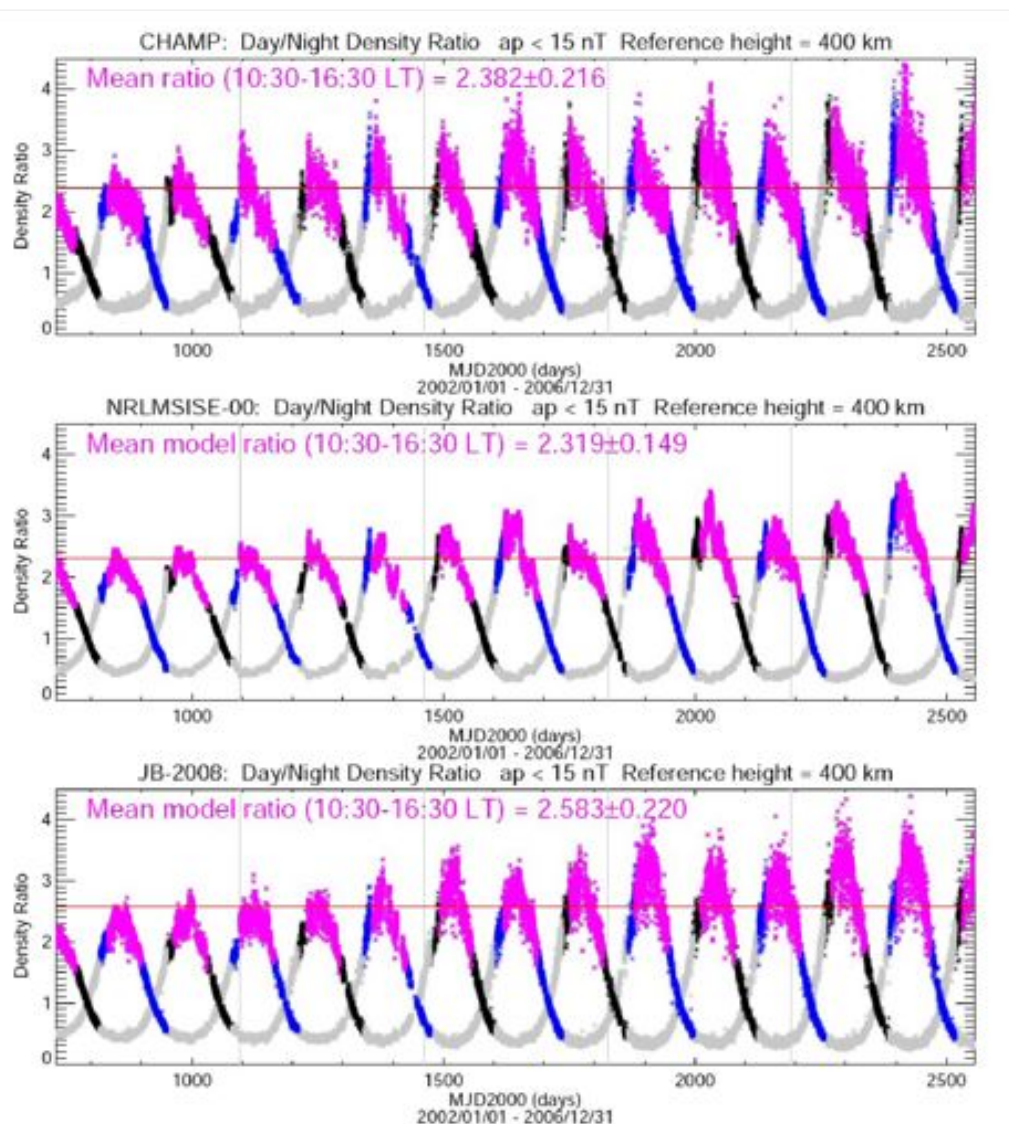 CHAMP: Day/Night Density Ratio ap < 15 nT Reference height = 400 km
Mean ratio (10:30-16:30 LT) = 2.382±0.216
Density Ratio
4
3
2
1
0
1000 1500 2000 2500
MJD2000 (days)
2002/01/01 - 2006/12/31
NRLMSISE-00: Day/Night Density Ratio ap < 15 nT Reference height = 400 km
Mean model ratio (10:30-16:30 LT) = 2.319±0.149
Density Ratio
4
3
2
1
0
1000 1500 2000 2500
MJD2000 (days)
2002/01/01 - 2006/12/31
JB-2008: Day/Night Density Ratio ap < 15 nT Reference height = 400 km
Mean model ratio (10:30-16:30 LT) = 2.583±0.220
Density Ratio
4
3
2
1
0
1000 1500 2000 2500
MJD2000 (days)
2002/01/01 - 2006/12/31